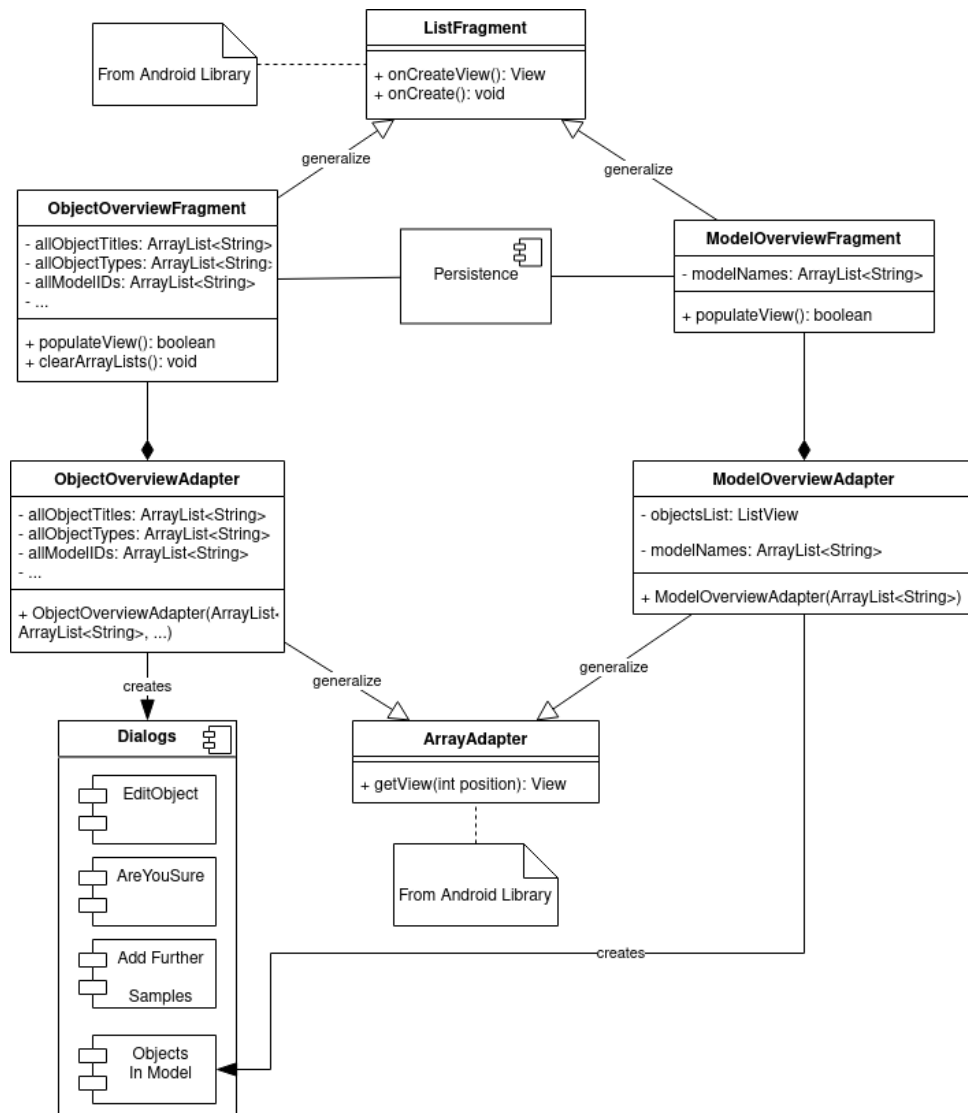 ListFragment
+ onCreateView(): View
+ onCreate(): void
From Android Library
generalize
generalize
ObjectOverviewFragment
- allObjectTitles: ArrayList<String>
- allObjectTypes: ArrayList<String>
- allModelIDs: ArrayList<String>
- ...
+ populateView(): boolean
+ clearArrayLists(): void
Persistence
ModelOverviewFragment
- modelNames: ArrayList<String>
+ populateView(): boolean
ObjectOverviewAdapter
- allObjectTitles: ArrayList<String>
- allObjectTypes: ArrayList<String>
- allModelIDs: ArrayList<String>
- ...
+ ObjectOverviewAdapter(ArrayList<
ArrayList<String>, ...)
ModelOverviewAdapter
- objectsList: ListView
- modelNames: ArrayList<String>
+ ModelOverviewAdapter(ArrayList<String>)
creates
generalize
generalize
Dialogs
EditObject
AreYouSure
Add Further
Samples
Objects
In Model
ArrayAdapter
+ getView(int position): View
From Android Library
creates